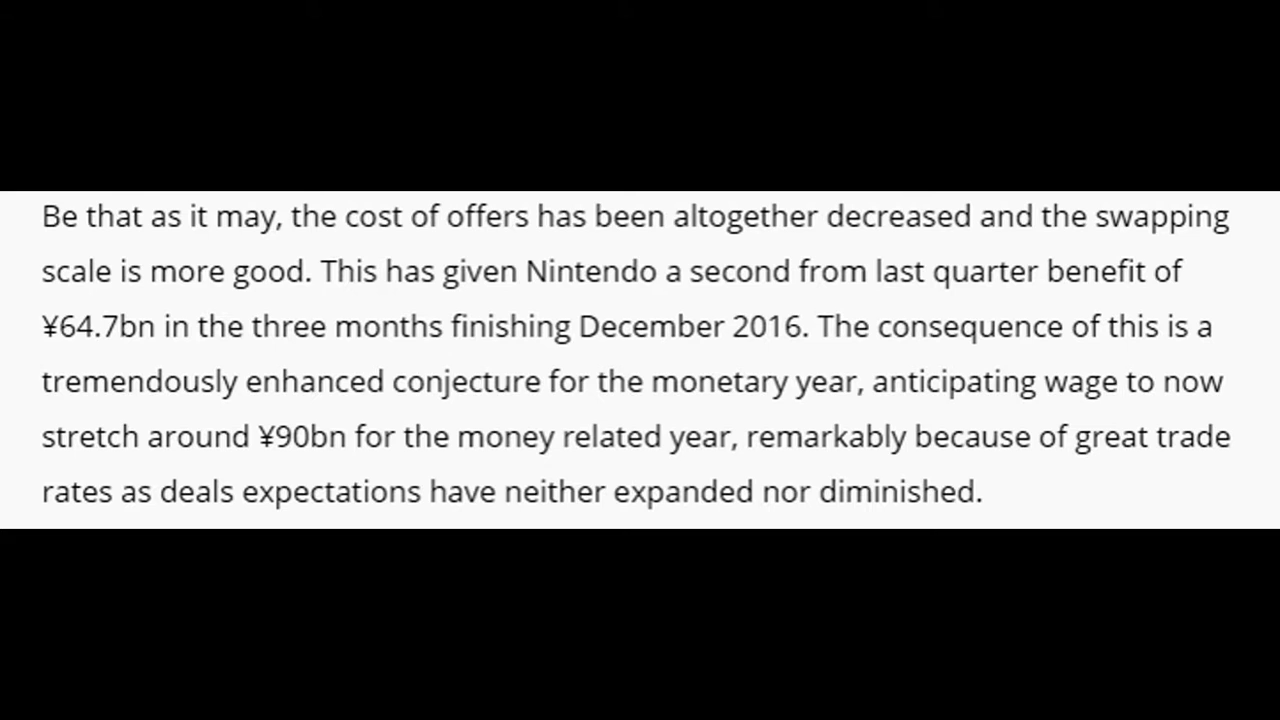 Be that as it may, the cost of offers has been altogether decreased and the swapping
scale is more good. This has given Nintendo a second from last quarter benefit of
¥64.7bn in the three months finishing December 2016. The consequence of this is a
tremendously enhanced conjecture for the monetary year, anticipating wage to now
stretch around ¥90bn for the money related year, remarkably because of great trade
rates as deals expectations have neither expanded nor diminished.